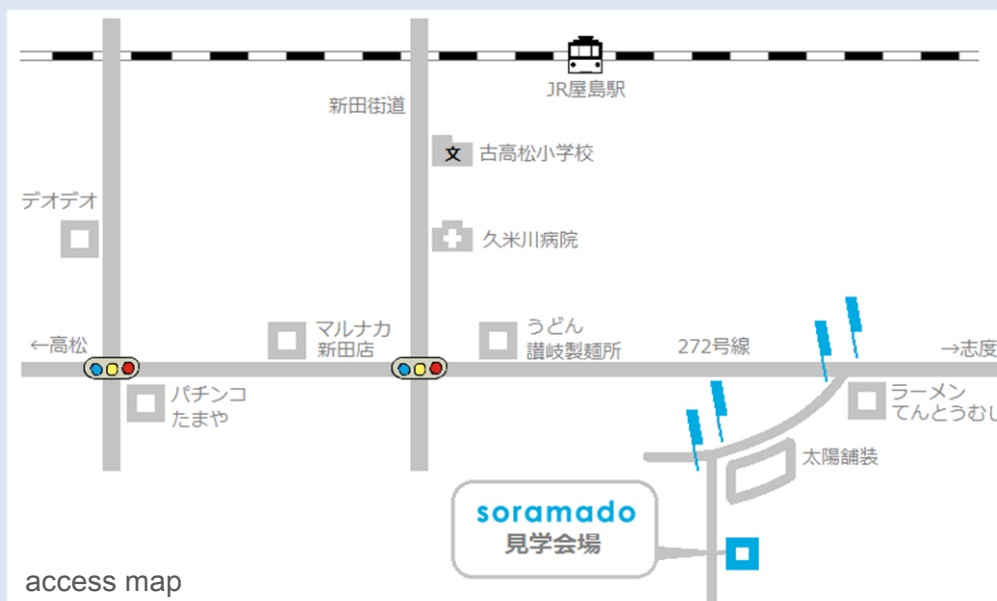 JR屋島駅
新田街道
文
古高松小学校
デオデオ
久米川病院
マルナカ
新田店
うどん
讃岐製麺所
272号線
←高松
→志度
パチンコ
たまや
ラーメン
てんとうむし
太陽舗装
soramado
見学会場
access map